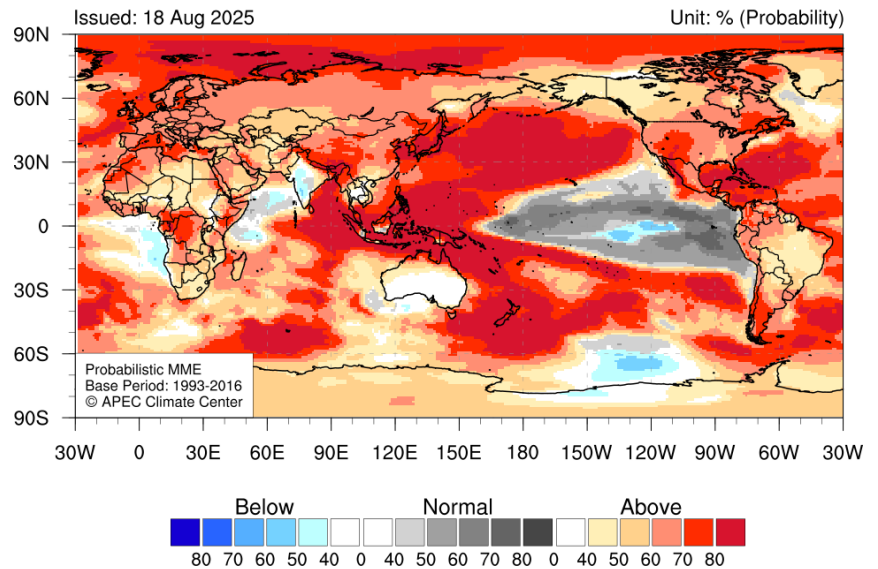 Issued: 18 Aug 2025
Unit: % (Probability)
90N
60N
30N
0
30S
60S
90S
Probabilistic MME
Base Period: 1993-2016
© APEC Climate Center
30W 0 30E 60E 90E 120E 150E 180 150W 120W 90W 60W 30W
Below Normal Above
80 70 60 50 40 0 40 50 60 70 80 0 40 50 60 70 80